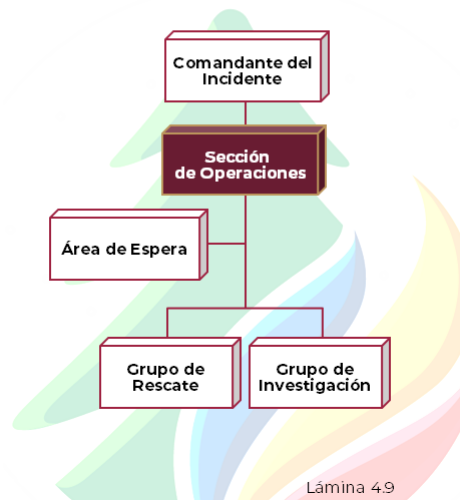 Comandante del
Incidente
Sección
de Operaciones
Área de Espera
Grupo de
Rescate
Grupo de
Investigación
Lámina 4.9